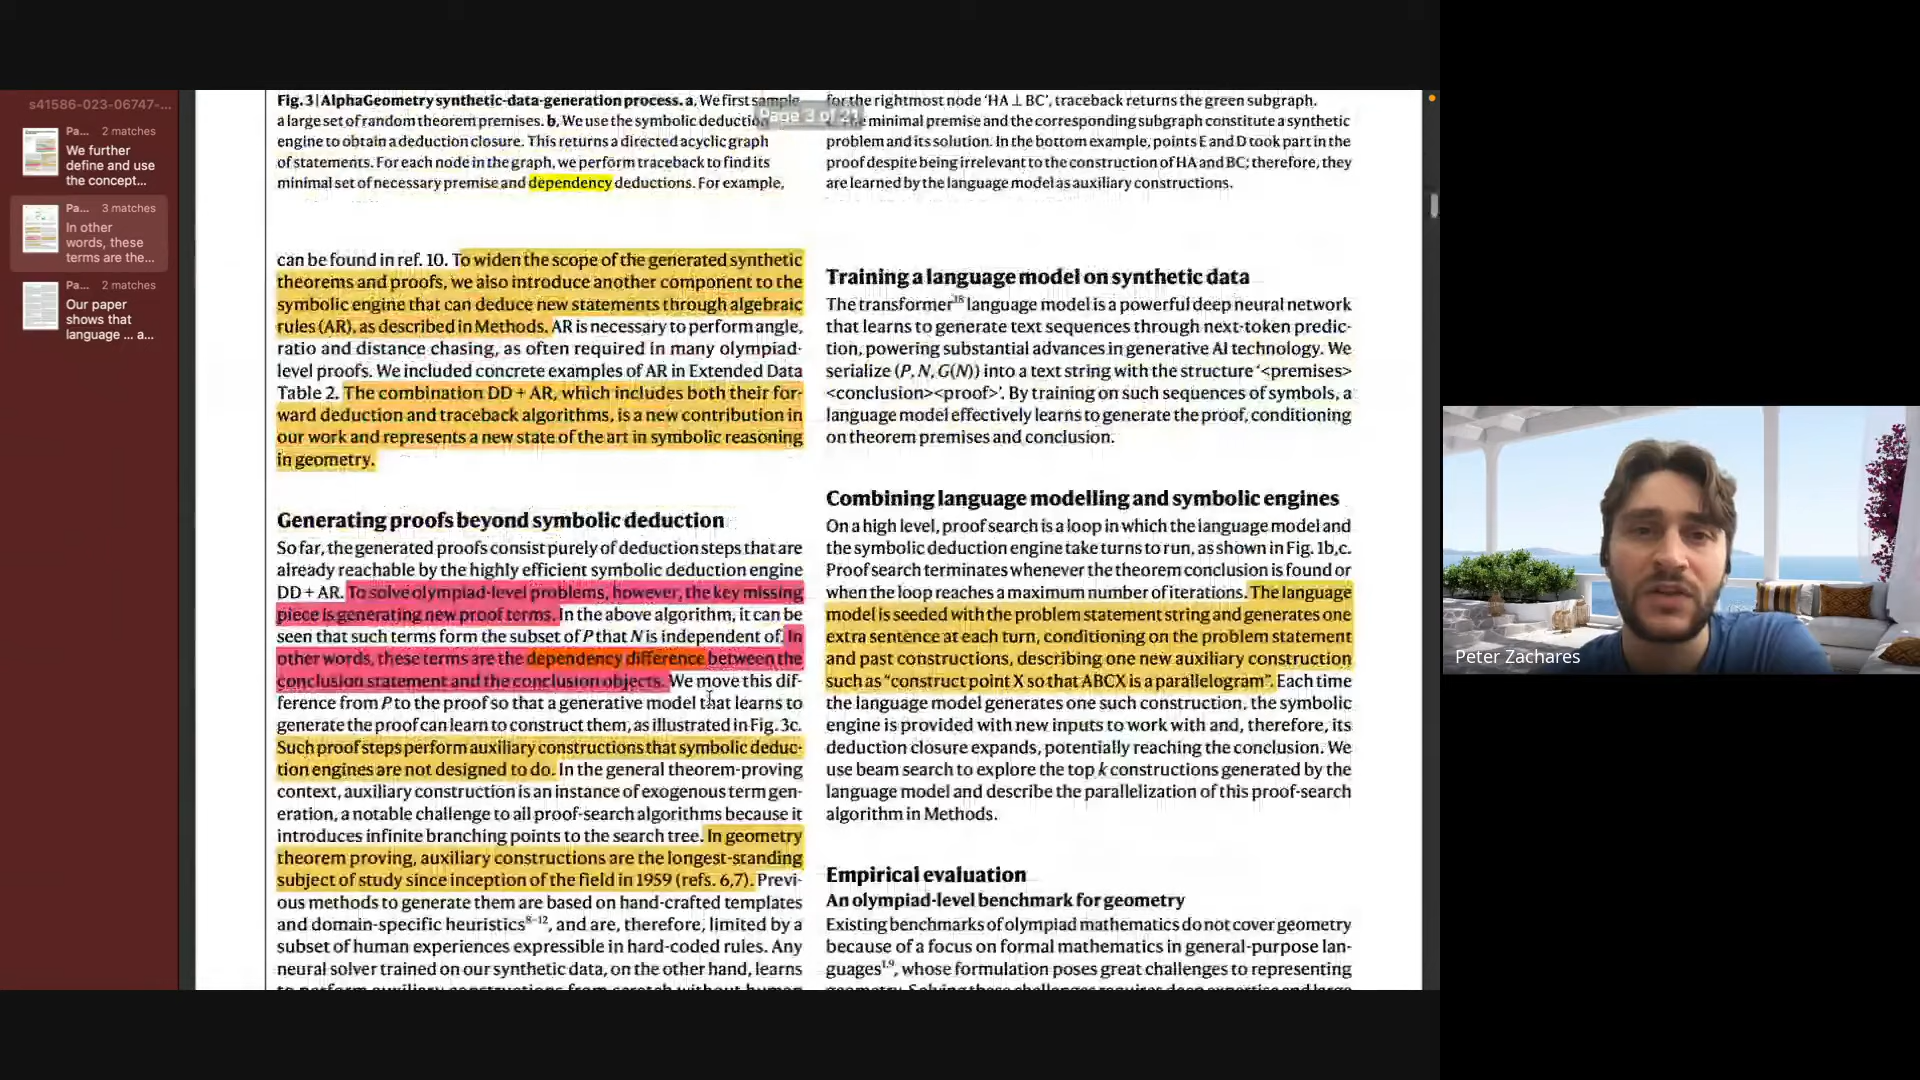 s41586-023-06747-...
Pa... 2 matches
We further
define and use
the concept...
Pa... 3 matches
In other
words, these
terms are the...
Pa... 2 matches
Our paper
shows that
language ... a...
Page 3 of 21
Fig. 3 | AlphaGeometry synthetic-data-generation process. a, We first sample
a large set of random theorem premises. b, We use the symbolic deduction
engine to obtain a deduction closure. This returns a directed acyclic graph
of statements. For each node in the graph, we perform traceback to find its
minimal set of necessary premise and dependency deductions. For example,
for the rightmost node ‘HA ⊥ BC’, traceback returns the green subgraph.
minimal premise and the corresponding subgraph constitute a synthetic
problem and its solution. In the bottom example, points E and D took part in the
proof despite being irrelevant to the construction of HA and BC; therefore, they
are learned by the language model as auxiliary constructions.
can be found in ref. 10. To widen the scope of the generated synthetic
theorems and proofs, we also introduce another component to the
symbolic engine that can deduce new statements through algebraic
rules (AR), as described in Methods. AR is necessary to perform angle,
ratio and distance chasing, as often required in many olympiad-
level proofs. We included concrete examples of AR in Extended Data
Table 2. The combination DD + AR, which includes both their for-
ward deduction and traceback algorithms, is a new contribution in
our work and represents a new state of the art in symbolic reasoning
in geometry.
Generating proofs beyond symbolic deduction
So far, the generated proofs consist purely of deduction steps that are
already reachable by the highly efficient symbolic deduction engine
DD + AR. To solve olympiad-level problems, however, the key missing
piece is generating new proof terms. In the above algorithm, it can be
seen that such terms form the subset of P that N is independent of. In
other words, these terms are the dependency difference between the
conclusion statement and the conclusion objects. We move this dif-
ference from P to the proof so that a generative model that learns to
generate the proof can learn to construct them, as illustrated in Fig. 3c.
Such proof steps perform auxiliary constructions that symbolic deduc-
tion engines are not designed to do. In the general theorem-proving
context, auxiliary construction is an instance of exogenous term gen-
eration, a notable challenge to all proof-search algorithms because it
introduces infinite branching points to the search tree. In geometry
theorem proving, auxiliary constructions are the longest-standing
subject of study since inception of the field in 1959 (refs. 6,7). Previ-
ous methods to generate them are based on hand-crafted templates
and domain-specific heuristics8–12, and are, therefore, limited by a
subset of human experiences expressible in hard-coded rules. Any
neural solver trained on our synthetic data, on the other hand, learns
to perform auxiliary constructions from scratch without human
Training a language model on synthetic data
The transformer18 language model is a powerful deep neural network
that learns to generate text sequences through next-token predic-
tion, powering substantial advances in generative AI technology. We
serialize (P, N, G(N)) into a text string with the structure ‘<premises>
<conclusion><proof>’. By training on such sequences of symbols, a
language model effectively learns to generate the proof, conditioning
on theorem premises and conclusion.
Combining language modelling and symbolic engines
On a high level, proof search is a loop in which the language model and
the symbolic deduction engine take turns to run, as shown in Fig. 1b,c.
Proof search terminates whenever the theorem conclusion is found or
when the loop reaches a maximum number of iterations. The language
model is seeded with the problem statement string and generates one
extra sentence at each turn, conditioning on the problem statement
and past constructions, describing one new auxiliary construction
such as “construct point X so that ABCX is a parallelogram”. Each time
the language model generates one such construction, the symbolic
engine is provided with new inputs to work with and, therefore, its
deduction closure expands, potentially reaching the conclusion. We
use beam search to explore the top k constructions generated by the
language model and describe the parallelization of this proof-search
algorithm in Methods.
Empirical evaluation
An olympiad-level benchmark for geometry
Existing benchmarks of olympiad mathematics do not cover geometry
because of a focus on formal mathematics in general-purpose lan-
guages1,9, whose formulation poses great challenges to representing
Peter Zachares